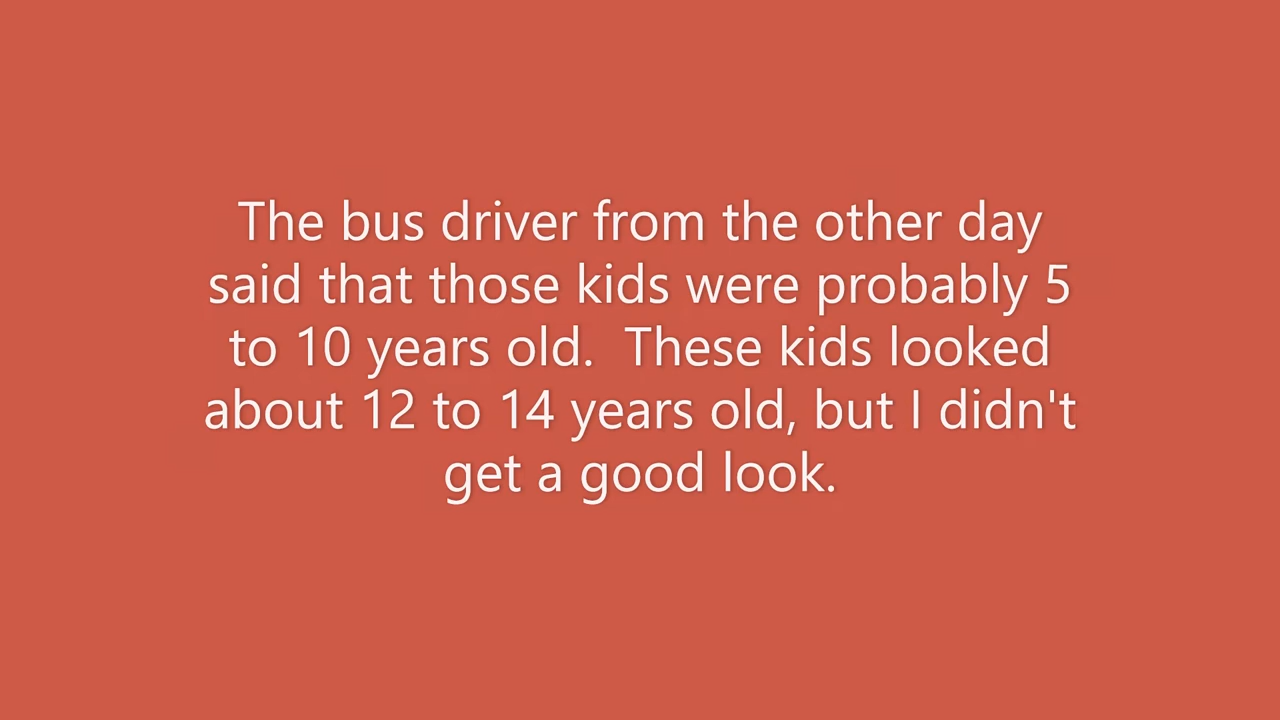 The bus driver from the other day
said that those kids were probably 5
to 10 years old.  These kids looked
about 12 to 14 years old, but I didn't
get a good look.